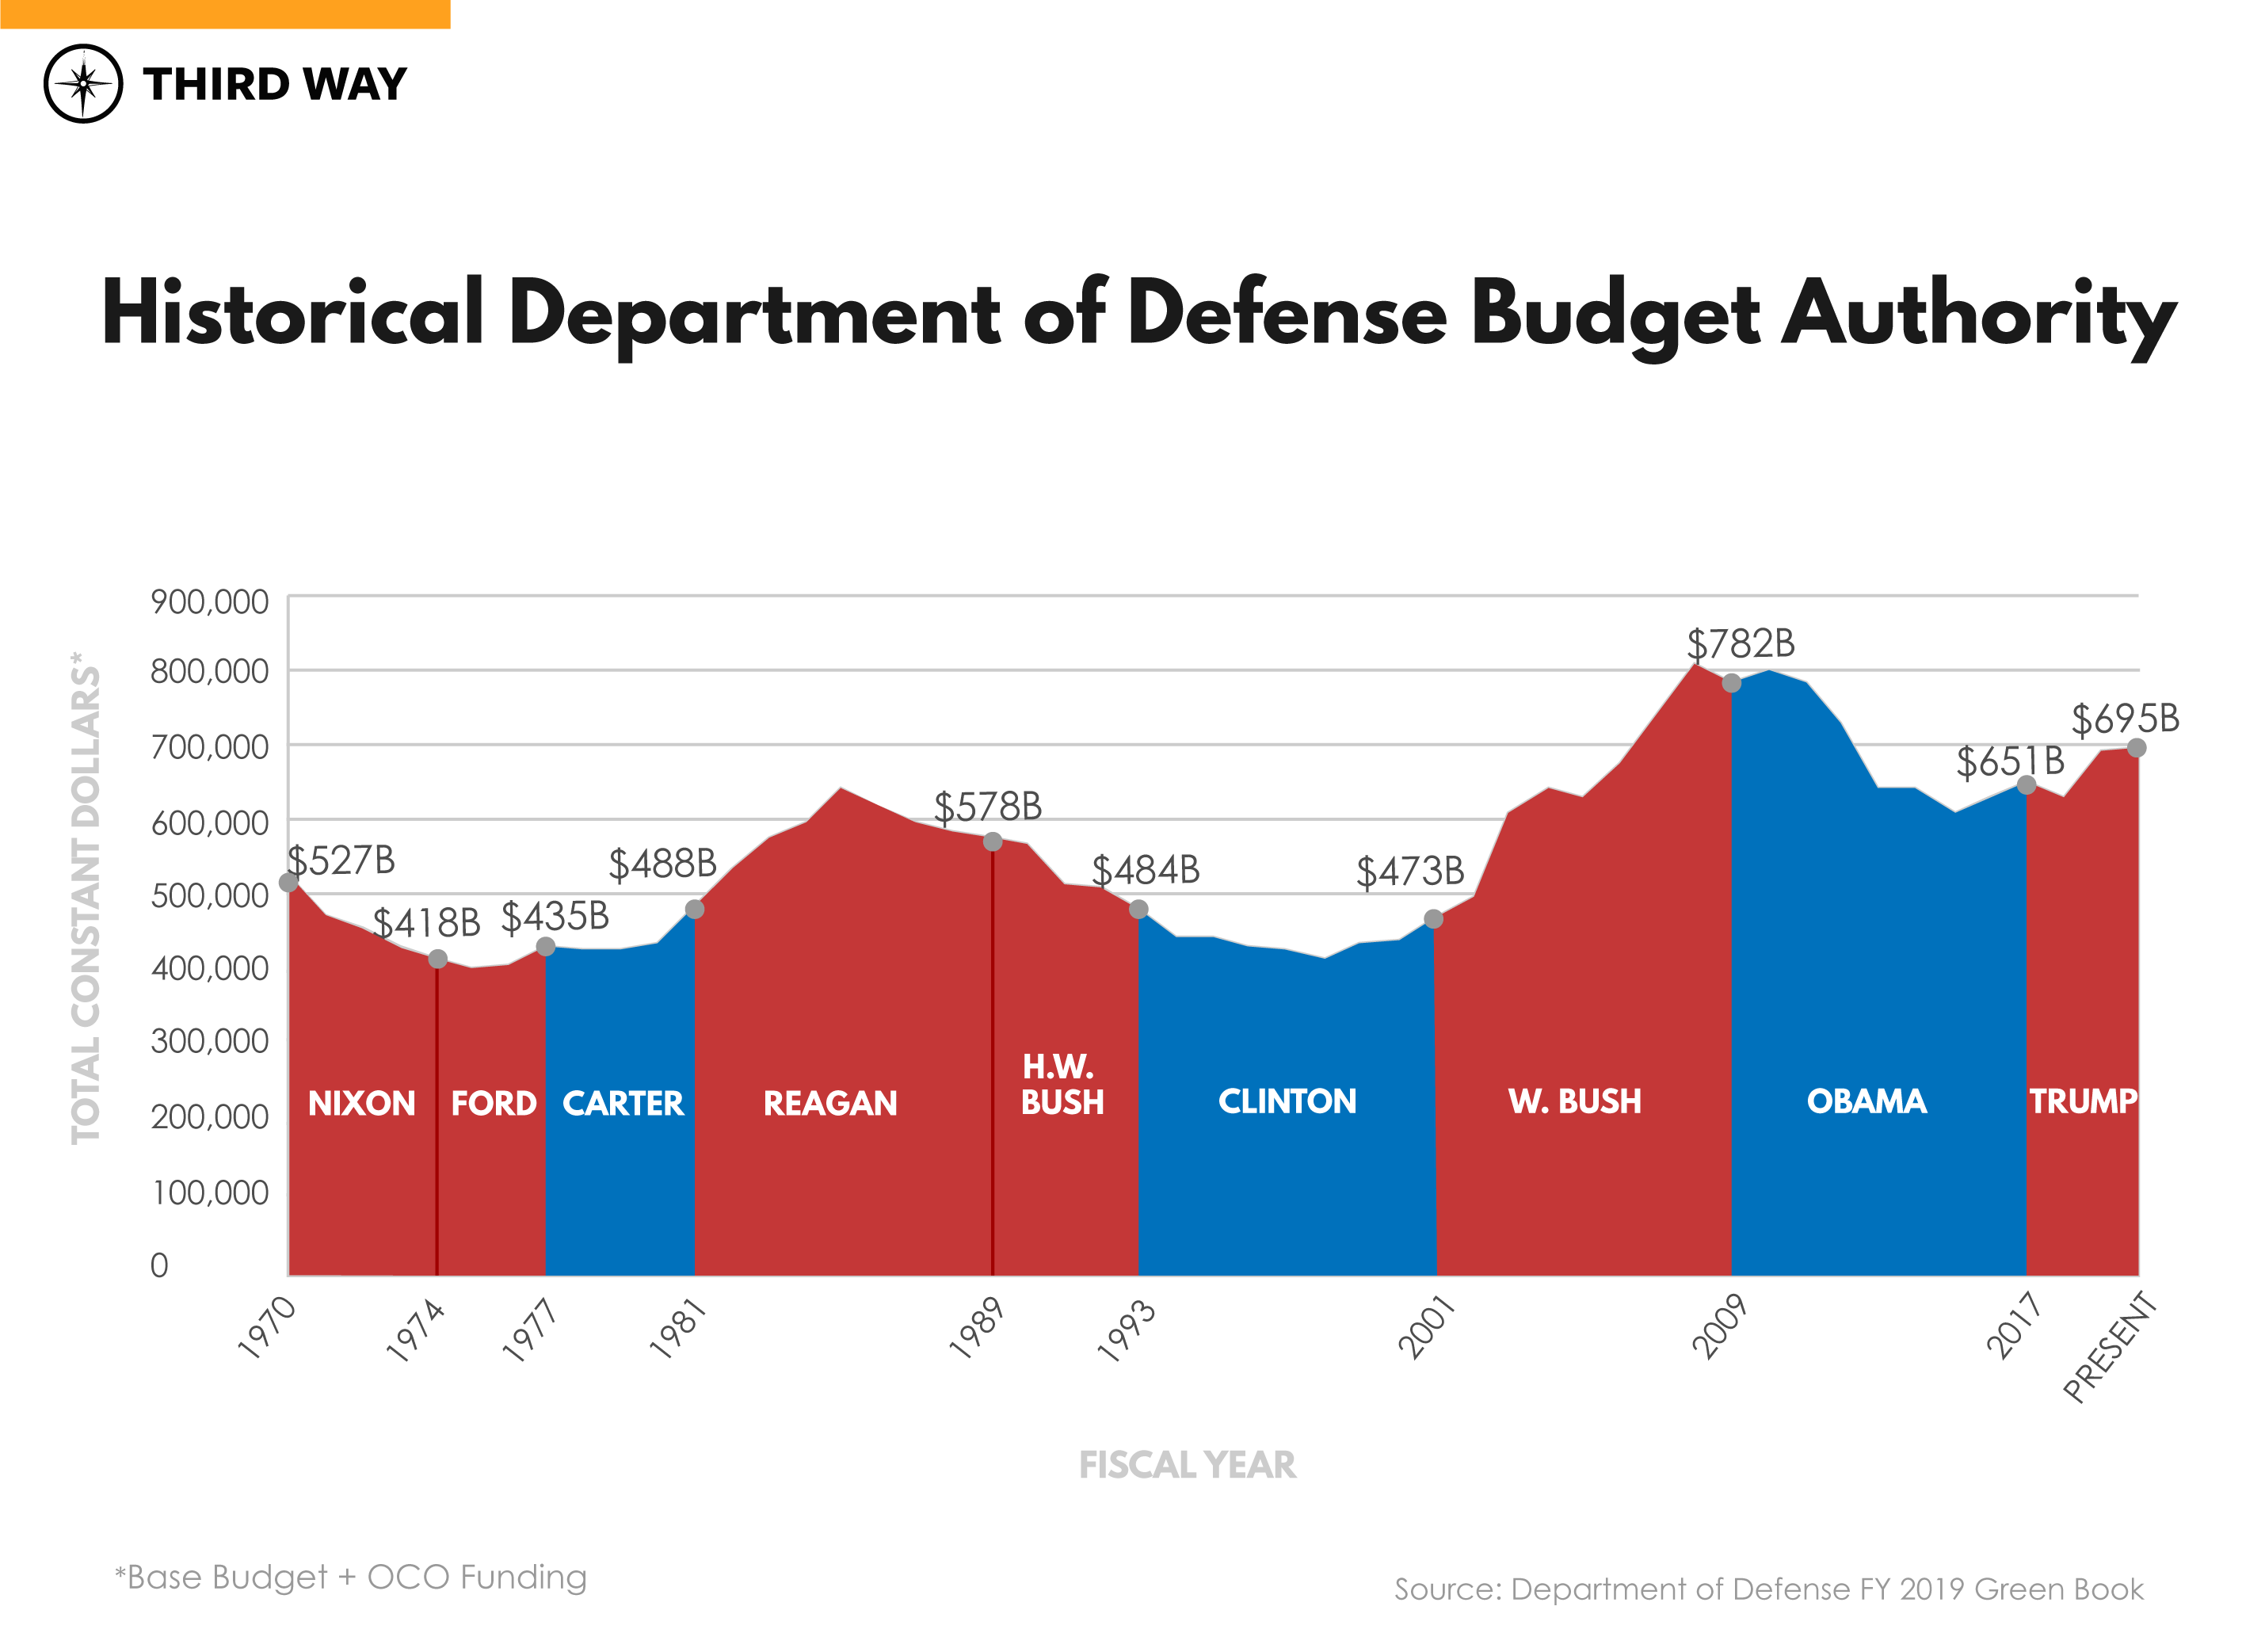 THIRD WAY
Historical Department of Defense Budget Authority
TOTAL CONSTANT DOLLARS*
900,000
800,000
700,000
600,000
500,000
400,000
300,000
200,000
100,000
0
$527B
$418B
$435B
$488B
$578B
$484B
$473B
$782B
$651B
$695B
NIXON
FORD
CARTER
REAGAN
H.W.
BUSH
CLINTON
W. BUSH
OBAMA
TRUMP
1970
1974
1977
1981
1989
1993
2001
2009
2017
PRESENT
FISCAL YEAR
*Base Budget + OCO Funding
Source: Department of Defense FY 2019 Green Book